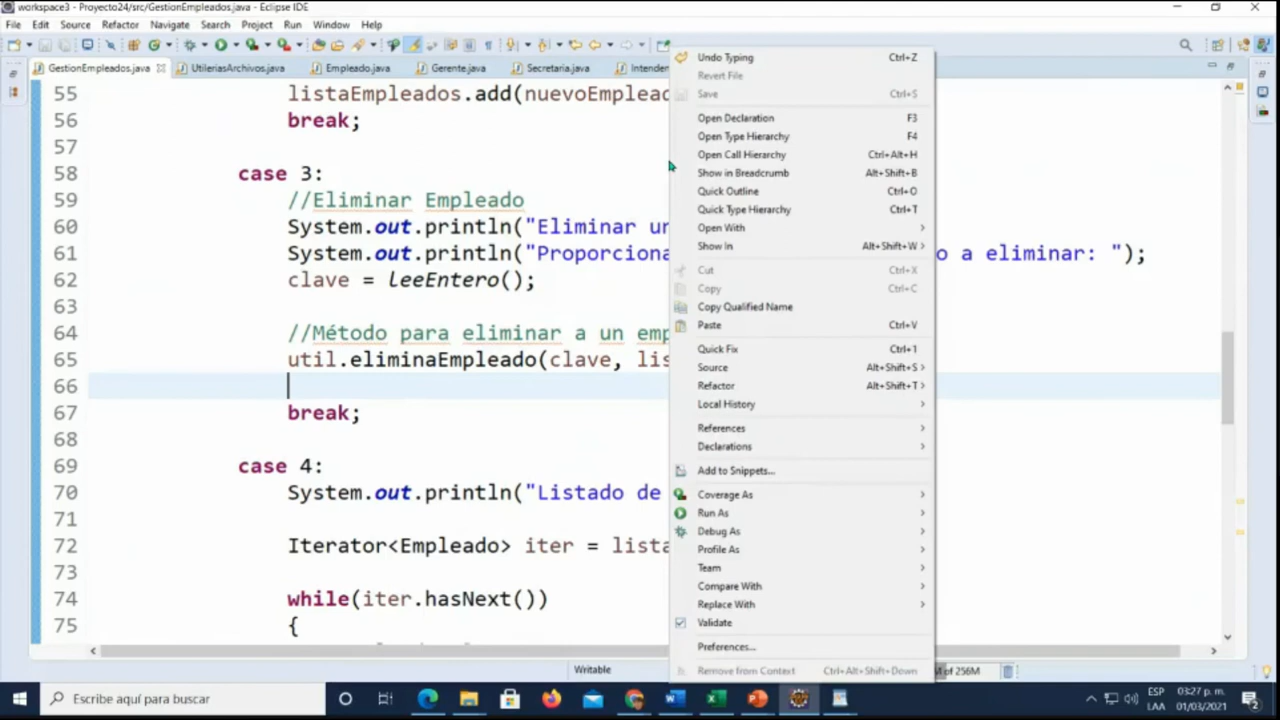 workspace3 - Proyecto24/src/GestionEmpleados.java - Eclipse IDE
File Edit Source Refactor Navigate Search Project Run Window Help
GestionEmpleados.java UtileriasArchivos.java Empleado.java Gerente.java Secretaria.java Intenden
55 listaEmpleados.add(nuevoEmplead
56 break;
57
58 case 3:
59 //Eliminar Empleado
60 System.out.println("Eliminar un
61 System.out.println("Proporciona o a eliminar: ");
62 clave = leeEntero();
63
64 //Método para eliminar a un emp
65 util.eliminaEmpleado(clave, lis
66
67 break;
68
69 case 4:
70 System.out.println("Listado de
71
72 Iterator<Empleado> iter = lista
73
74 while(iter.hasNext())
75 {
Undo Typing Ctrl+Z
Revert File
Save Ctrl+S
Open Declaration F3
Open Type Hierarchy F4
Open Call Hierarchy Ctrl+Alt+H
Show in Breadcrumb Alt+Shift+B
Quick Outline Ctrl+O
Quick Type Hierarchy Ctrl+T
Open With
Show In Alt+Shift+W
Cut Ctrl+X
Copy Ctrl+C
Copy Qualified Name
Paste Ctrl+V
Quick Fix Ctrl+1
Source Alt+Shift+S
Refactor Alt+Shift+T
Local History
References
Declarations
Add to Snippets...
Coverage As
Run As
Debug As
Profile As
Team
Compare With
Replace With
Validate
Preferences...
Remove from Context Ctrl+Alt+Shift+Down
Writable
of 256M
Escribe aquí para buscar
ESP 03:27 p. m.
LAA 01/03/2021
2